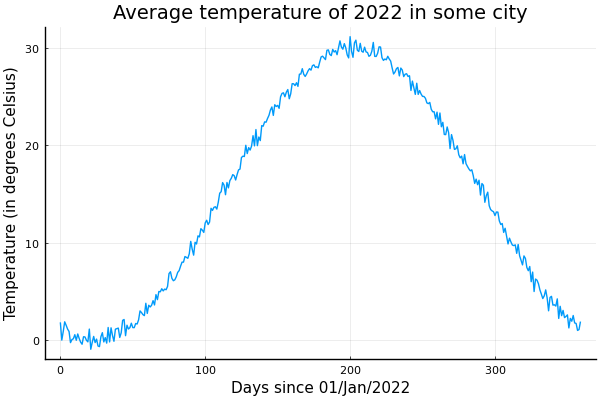 Average temperature of 2022 in some city
Temperature (in degrees Celsius)
30
20
10
0
0 100 200 300
Days since 01/Jan/2022